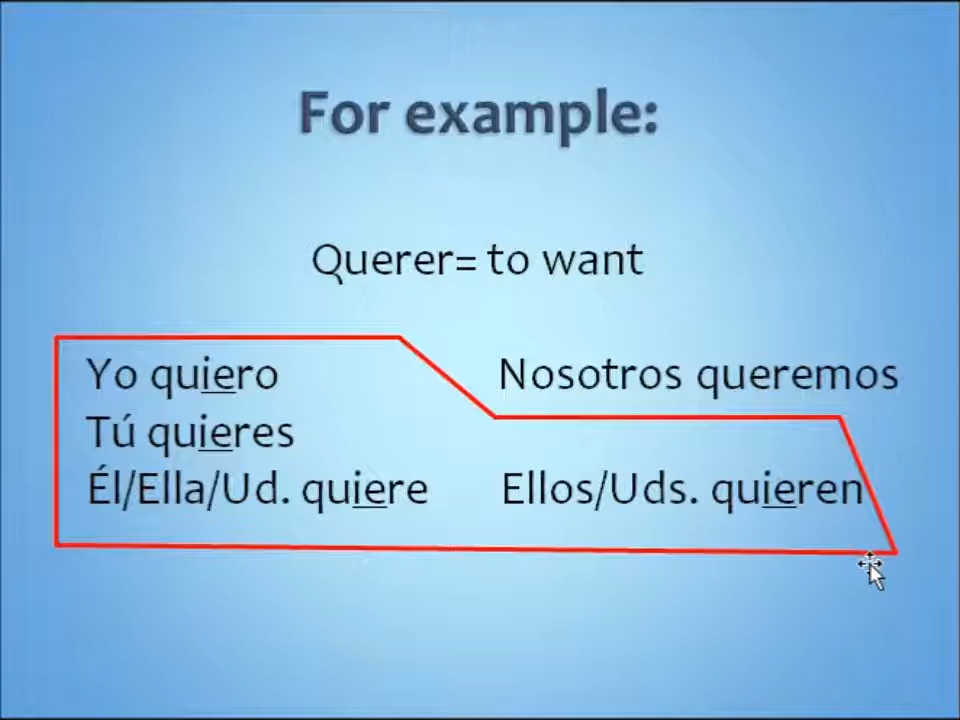 For example:
Querer= to want
Yo quiero
Tú quieres
Él/Ella/Ud. quiere
Nosotros queremos
Ellos/Uds. quieren